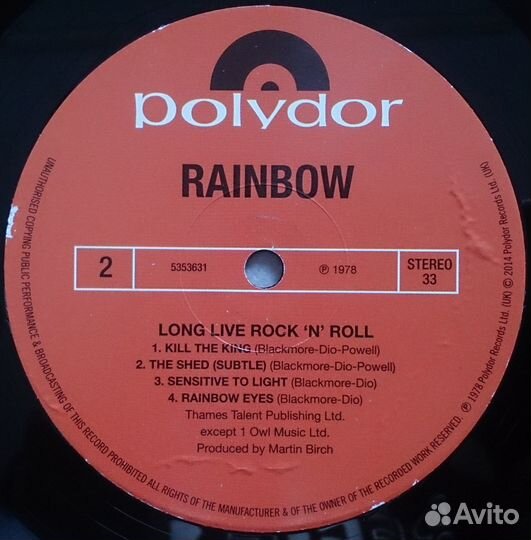 polydor
RAINBOW
2
5353631
℗ 1978
STEREO
33
LONG LIVE ROCK 'N' ROLL
1. KILL THE KING (Blackmore-Dio-Powell)
2. THE SHED (SUBTLE) (Blackmore-Dio-Powell)
3. SENSITIVE TO LIGHT (Blackmore-Dio)
4. RAINBOW EYES (Blackmore-Dio)
Thames Talent Publishing Ltd.
except 1 Owl Music Ltd.
Produced by Martin Birch
UNAUTHORISED COPYING PUBLIC PERFORMANCE & BROADCASTING OF THIS RECORD PROHIBITED ALL RIGHTS OF THE MANUFACTURER & OF THE OWNER OF THE RECORDED WORK RESERVED. ℗ 1978 Polydor Records Ltd. (UK) © 2014 Polydor Records Ltd. (UK)
Avito